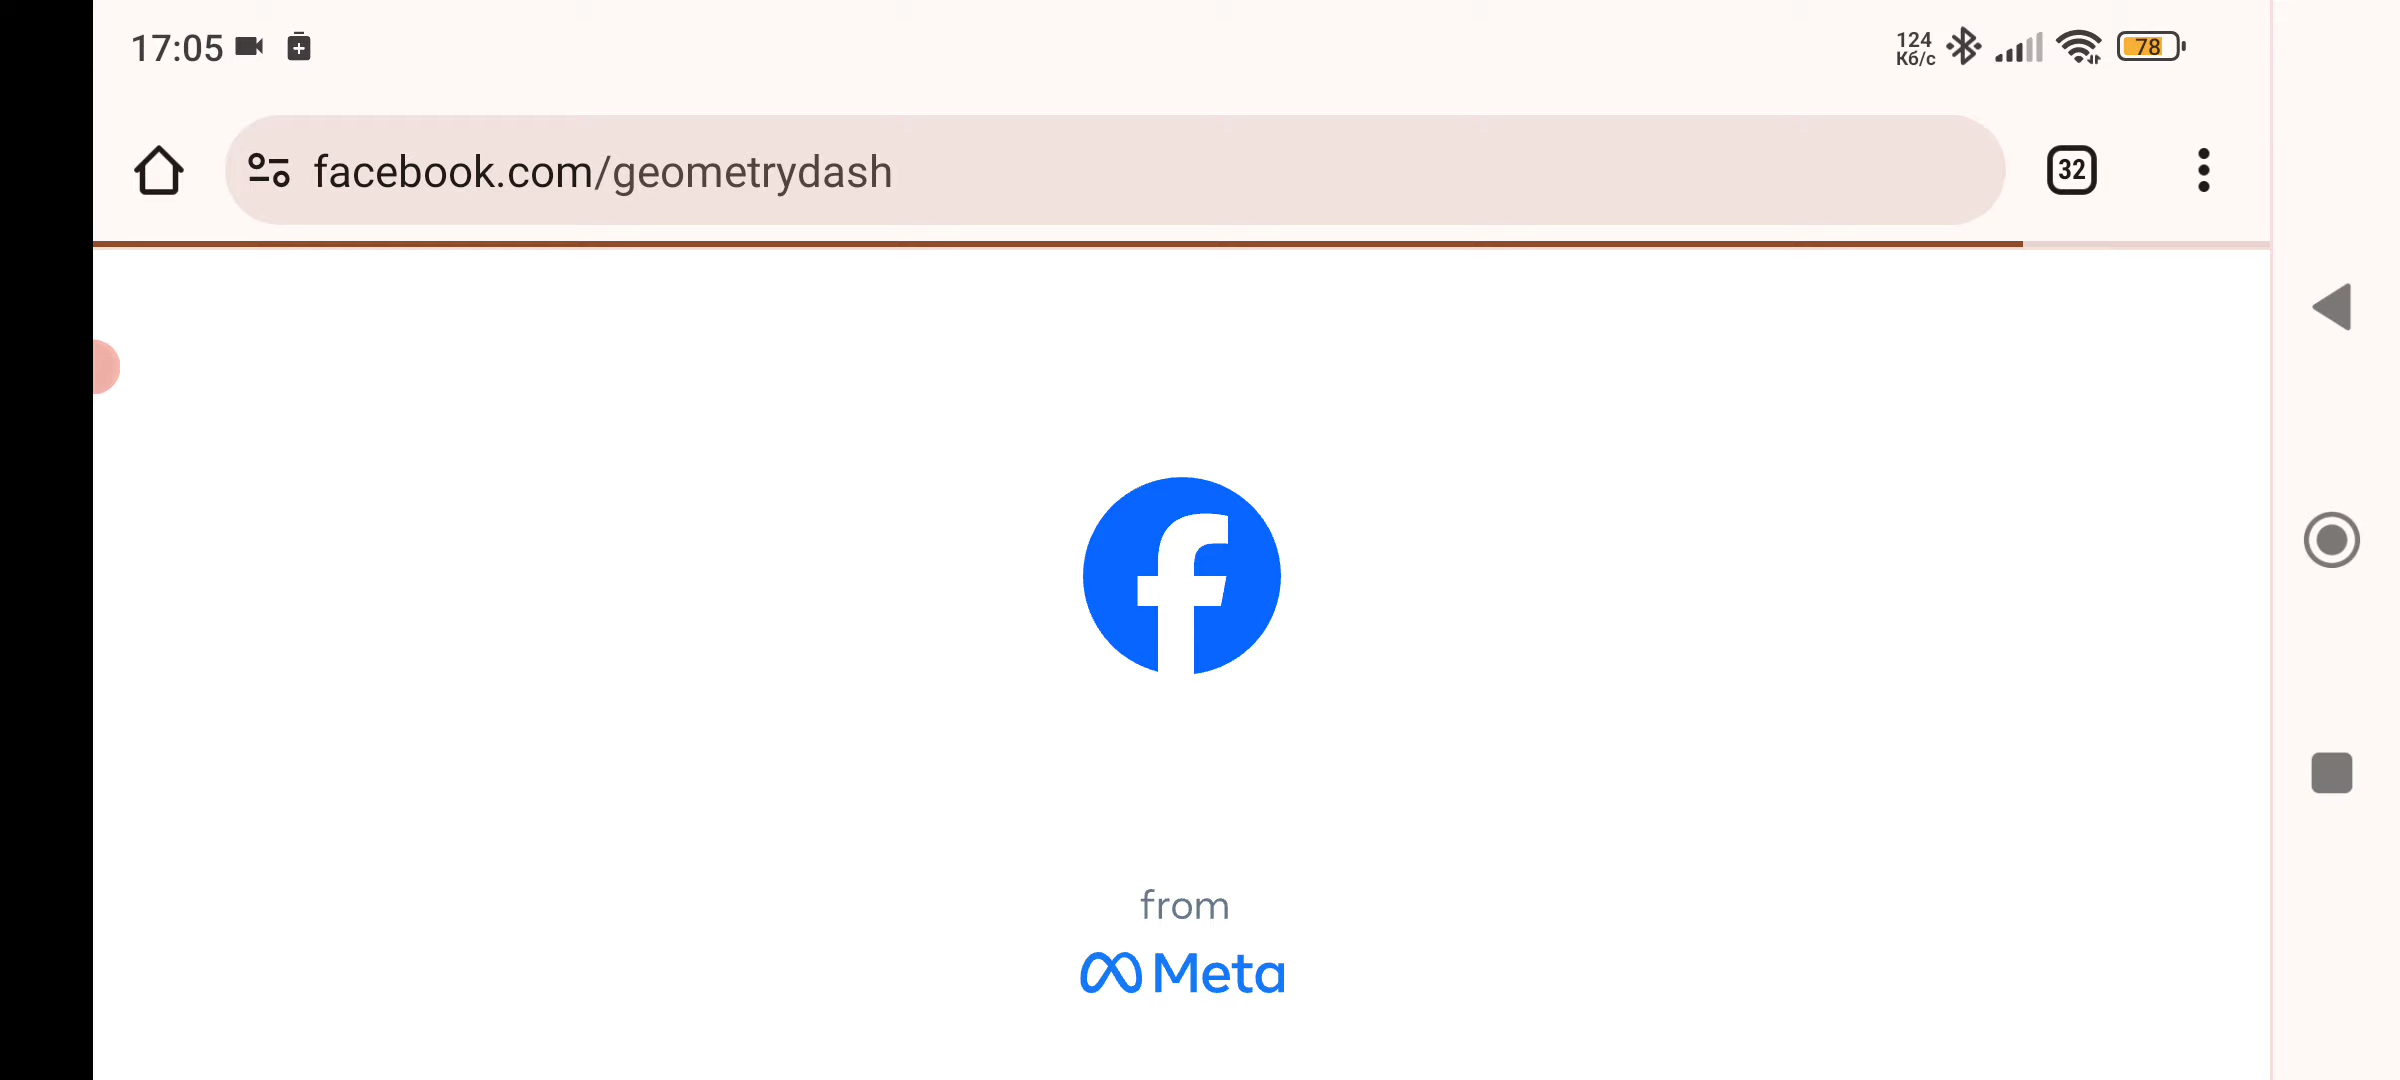 17:05
124
Кб/с
78
facebook.com/geometrydash
32
from
Meta